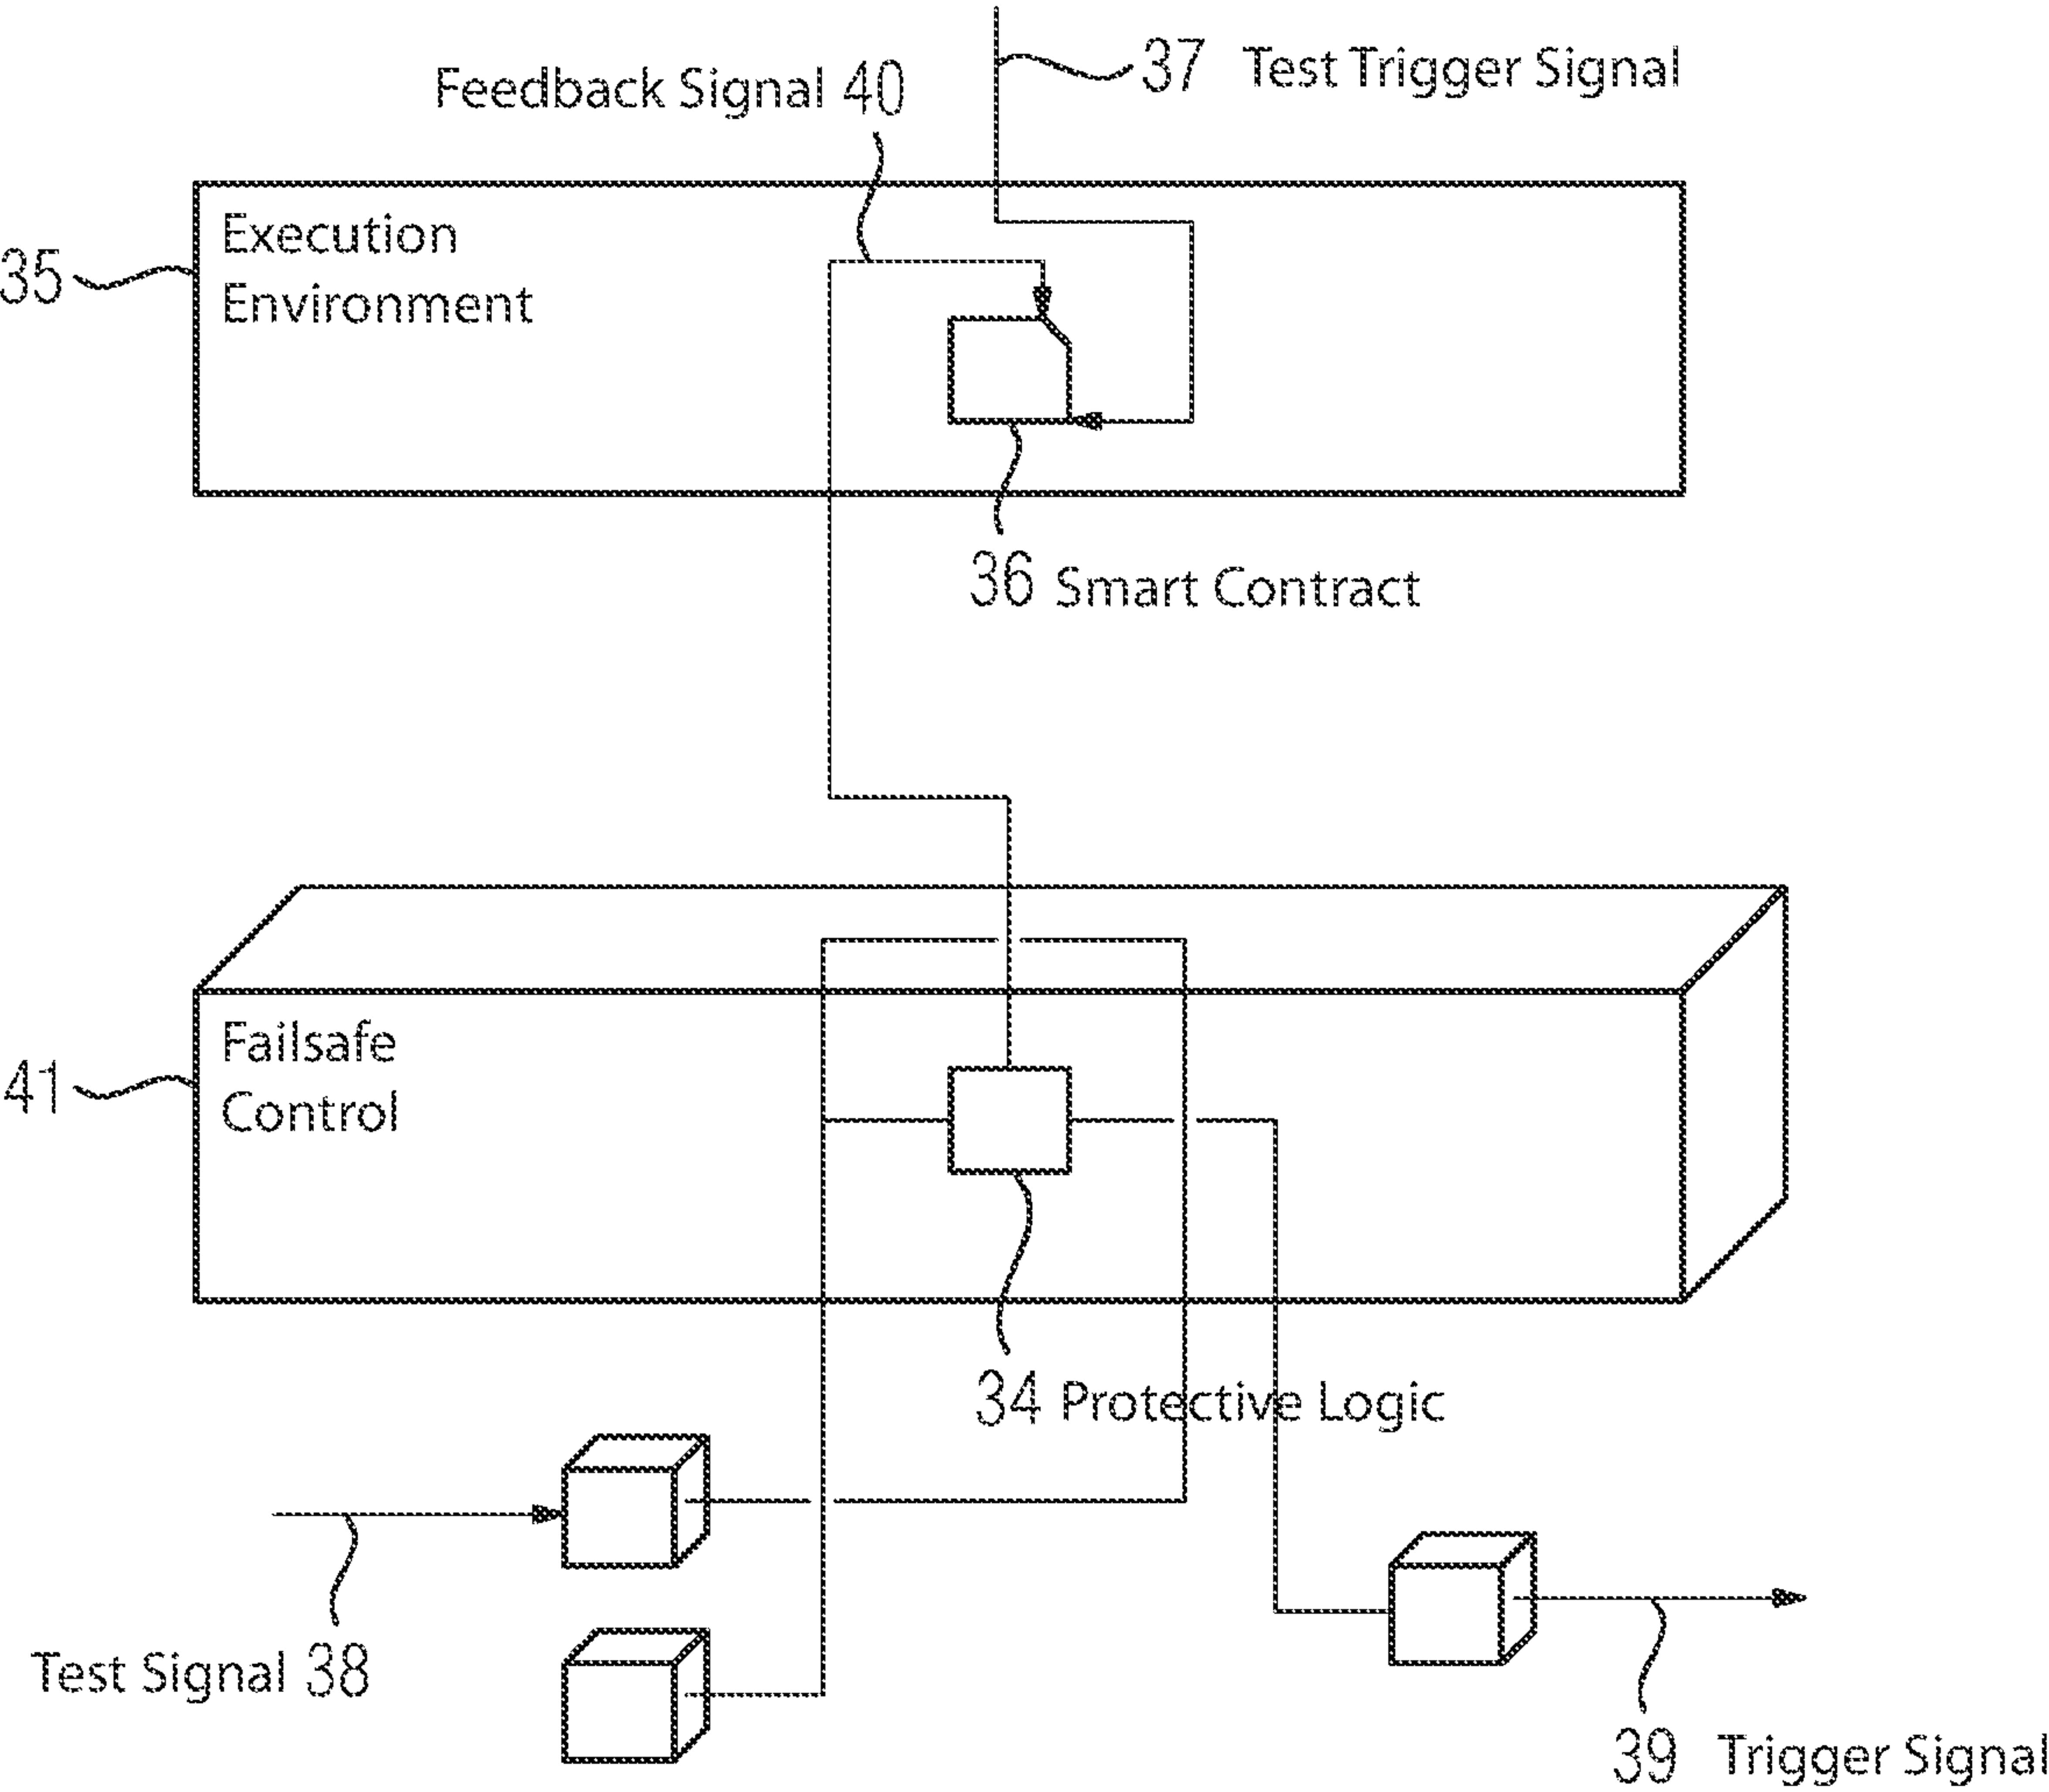 37 Test Trigger Signal
Feedback Signal 40
Execution
Environment
35
36 Smart Contract
Failsafe
Control
41
34 Protective Logic
Test Signal 38
39 Trigger Signal